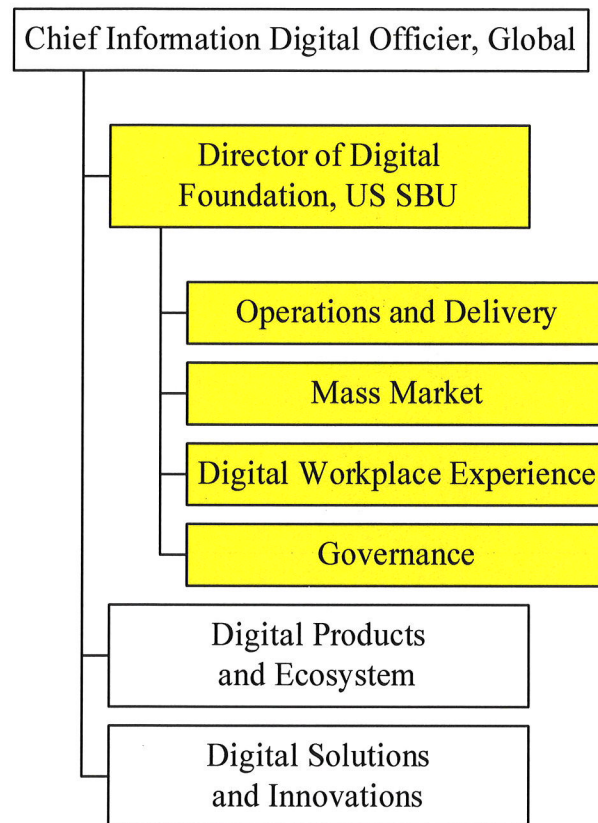 Chief Information Digital Officier, Global
Director of Digital
Foundation, US SBU
Operations and Delivery
Mass Market
Digital Workplace Experience
Governance
Digital Products
and Ecosystem
Digital Solutions
and Innovations